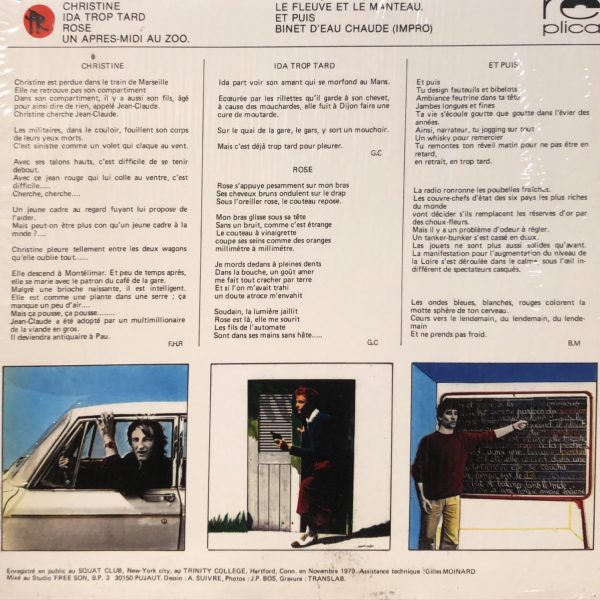 CHRISTINE
IDA TROP TARD
ROSE
UN APRES-MIDI AU ZOO.
LE FLEUVE ET LE MANTEAU.
ET PUIS
BINET D'EAU CHAUDE (IMPRO)
re
plica
CHRISTINE
Christine est perdue dans le train de Marseille
Elle ne retrouve pas son compartiment
Dans son compartiment, il y a aussi son fils, âgé
pour ainsi dire de rien, appelé Jean-Claude.
Christine cherche Jean-Claude.
Les militaires, dans le couloir, fouillent son corps
de leurs yeux morts.
C'est sinistre comme un volet qui claque au vent.
Avec ses talons hauts, c'est difficile de se tenir
debout.
Avec ce jean rouge qui lui colle au ventre, c'est
difficile.....
Cherche, cherche....
Un jeune cadre au regard fuyant lui propose de
l'aider.
Mais peut-on être plus con qu'un jeune cadre à la
mode ?....
Christine pleure tellement entre les deux wagons
qu'elle oublie tout......
Elle descend à Montélimar. Et peu de temps après,
elle se marie avec le patron du café de la gare.
Malgré une brioche naissante, il est intelligent.
Elle est comme une plante dans une serre ; ça
manque un peu d'air....
Mais ça pousse, ça pousse........
Jean-Claude a été adopté par un multimillionaire
de la viande en gros.
Il deviendra antiquaire à Pau.
F.H.R
IDA TROP TARD
Ida part voir son amant qui se morfond au Mans.
Ecœurée par les rillettes qu'il garde à son chevet,
à cause des mouchardes, elle fuit à Dijon faire une
cure de moutarde.
Sur le quai de la gare, le gars, y sort un mouchoir.
Mais c'est déjà trop tard pour pleurer.
G.C
ROSE
Rose s'appuye pesamment sur mon bras
Ses cheveux bruns ondulent sur le drap
Sous l'oreiller rose, le couteau repose.
Mon bras glisse sous sa tête
Sans un bruit, comme c'est étrange
Le couteau à vinaigrette
coupe ses seins comme des oranges
millimètre à millimètre.
Je mords dedans à pleines dents
Dans la bouche, un goût amer
me fait tout cracher par terre
Et si l'on m'avait trahi
un doute atroce m'envahit
Soudain, la lumière jaillit
Rose est là, elle me sourit
Les fils de l'automate
Sont dans ses mains sans hâte.....
G.C
ET PUIS
Et puis
Tu design fauteuils et bibelots
Ambiance feutrine dans ta tête
Jambes longues et fines
Ta vie s'écoule goutte que goutte dans l'évier des
années.
Ainsi, narrateur, tu jogging sur tout
Un whisky pour remercier
Tu remontes ton réveil matin pour ne pas être en
retard,
en retrait, en trop tard.
La radio ronronne les poubelles fraîches.
Les couvre-chefs d'état des six pays les plus riches
du monde
vont décider s'ils remplacent les réserves d'or par
des choux-fleurs.
Mais il y a un problème d'odeur à régler.
Un tanker-bunker s'est cassé en deux.
Les jouets ne sont plus aussi solides qu'avant.
La manifestation pour l'augmentation du niveau de
la Loire s'est déroulée dans le calme sous l'œil in-
différent de spectateurs casqués.
Les ondes bleues, blanches, rouges colorent la
motte sphère de ton cerveau.
Cours vers le lendemain, du lendemain, du lende-
main
Et ne prends pas froid.
B.M
Enregistré en public au SQUAT CLUB, New-York city, au TRINITY COLLEGE, Hartford, Conn. en Novembre 1979. Assistance technique : Gilles MOINARD
Mixé au Studio FREE SON, B.P. 3 30150 PUJAUT. Dessin : A. SUIVRE, Photos : J.P. BOS, Gravure : TRANSLAB.